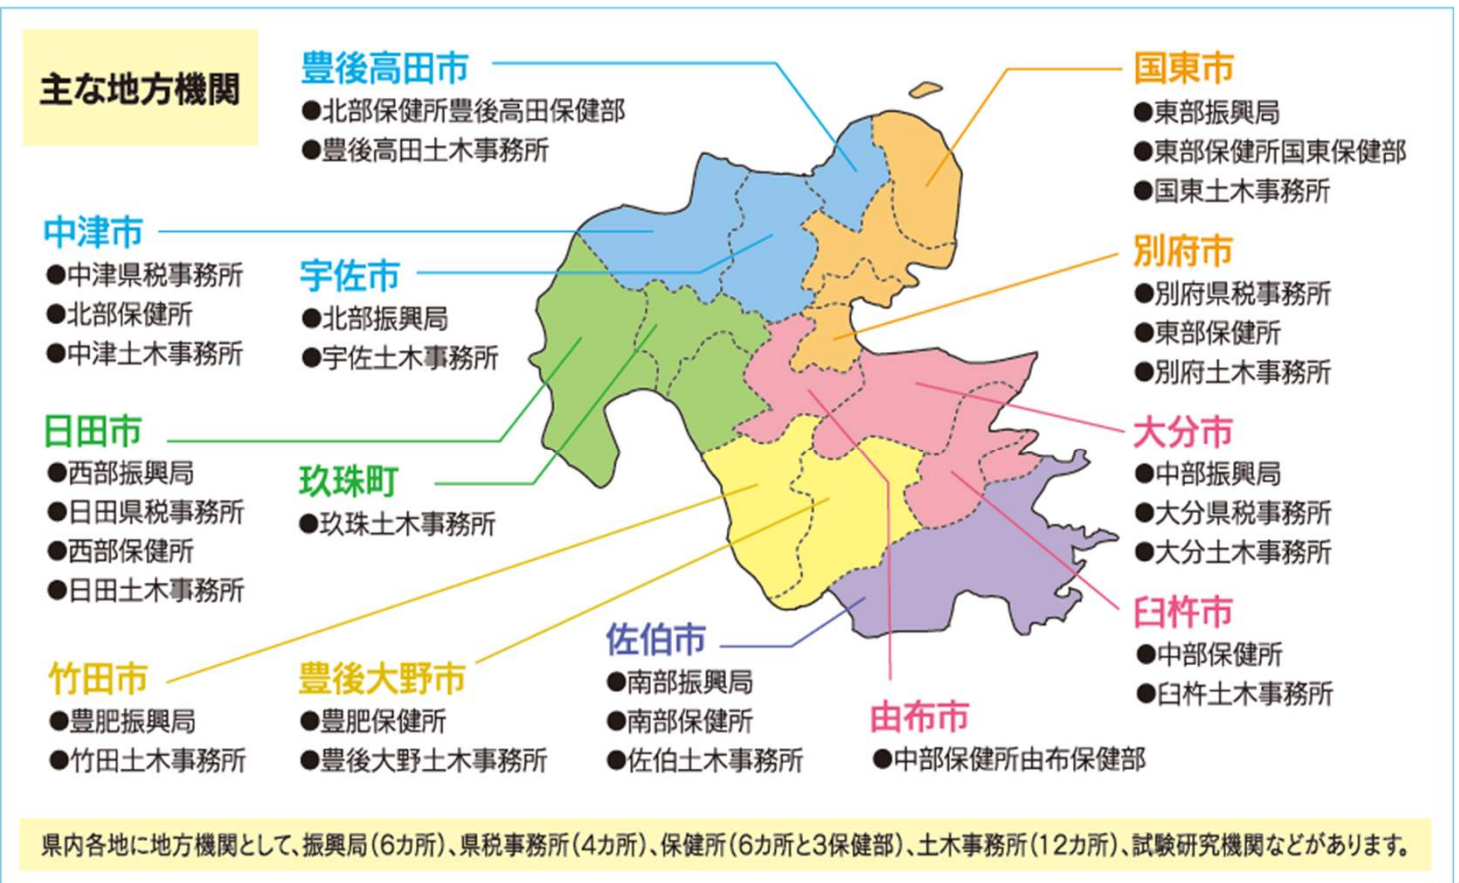 主な地方機関
豊後高田市
●北部保健所豊後高田保健部
●豊後高田土木事務所
国東市
●東部振興局
●東部保健所国東保健部
●国東土木事務所
中津市
●中津県税事務所
●北部保健所
●中津土木事務所
宇佐市
●北部振興局
●宇佐土木事務所
別府市
●別府県税事務所
●東部保健所
●別府土木事務所
日田市
●西部振興局
●日田県税事務所
●西部保健所
●日田土木事務所
玖珠町
●玖珠土木事務所
大分市
●中部振興局
●大分県税事務所
●大分土木事務所
臼杵市
●中部保健所
●臼杵土木事務所
竹田市
●豊肥振興局
●竹田土木事務所
豊後大野市
●豊肥保健所
●豊後大野土木事務所
佐伯市
●南部振興局
●南部保健所
●佐伯土木事務所
由布市
●中部保健所由布保健部
県内各地に地方機関として、振興局(6カ所)、県税事務所(4カ所)、保健所(6カ所と3保健部)、土木事務所(12カ所)、試験研究機関などがあります。